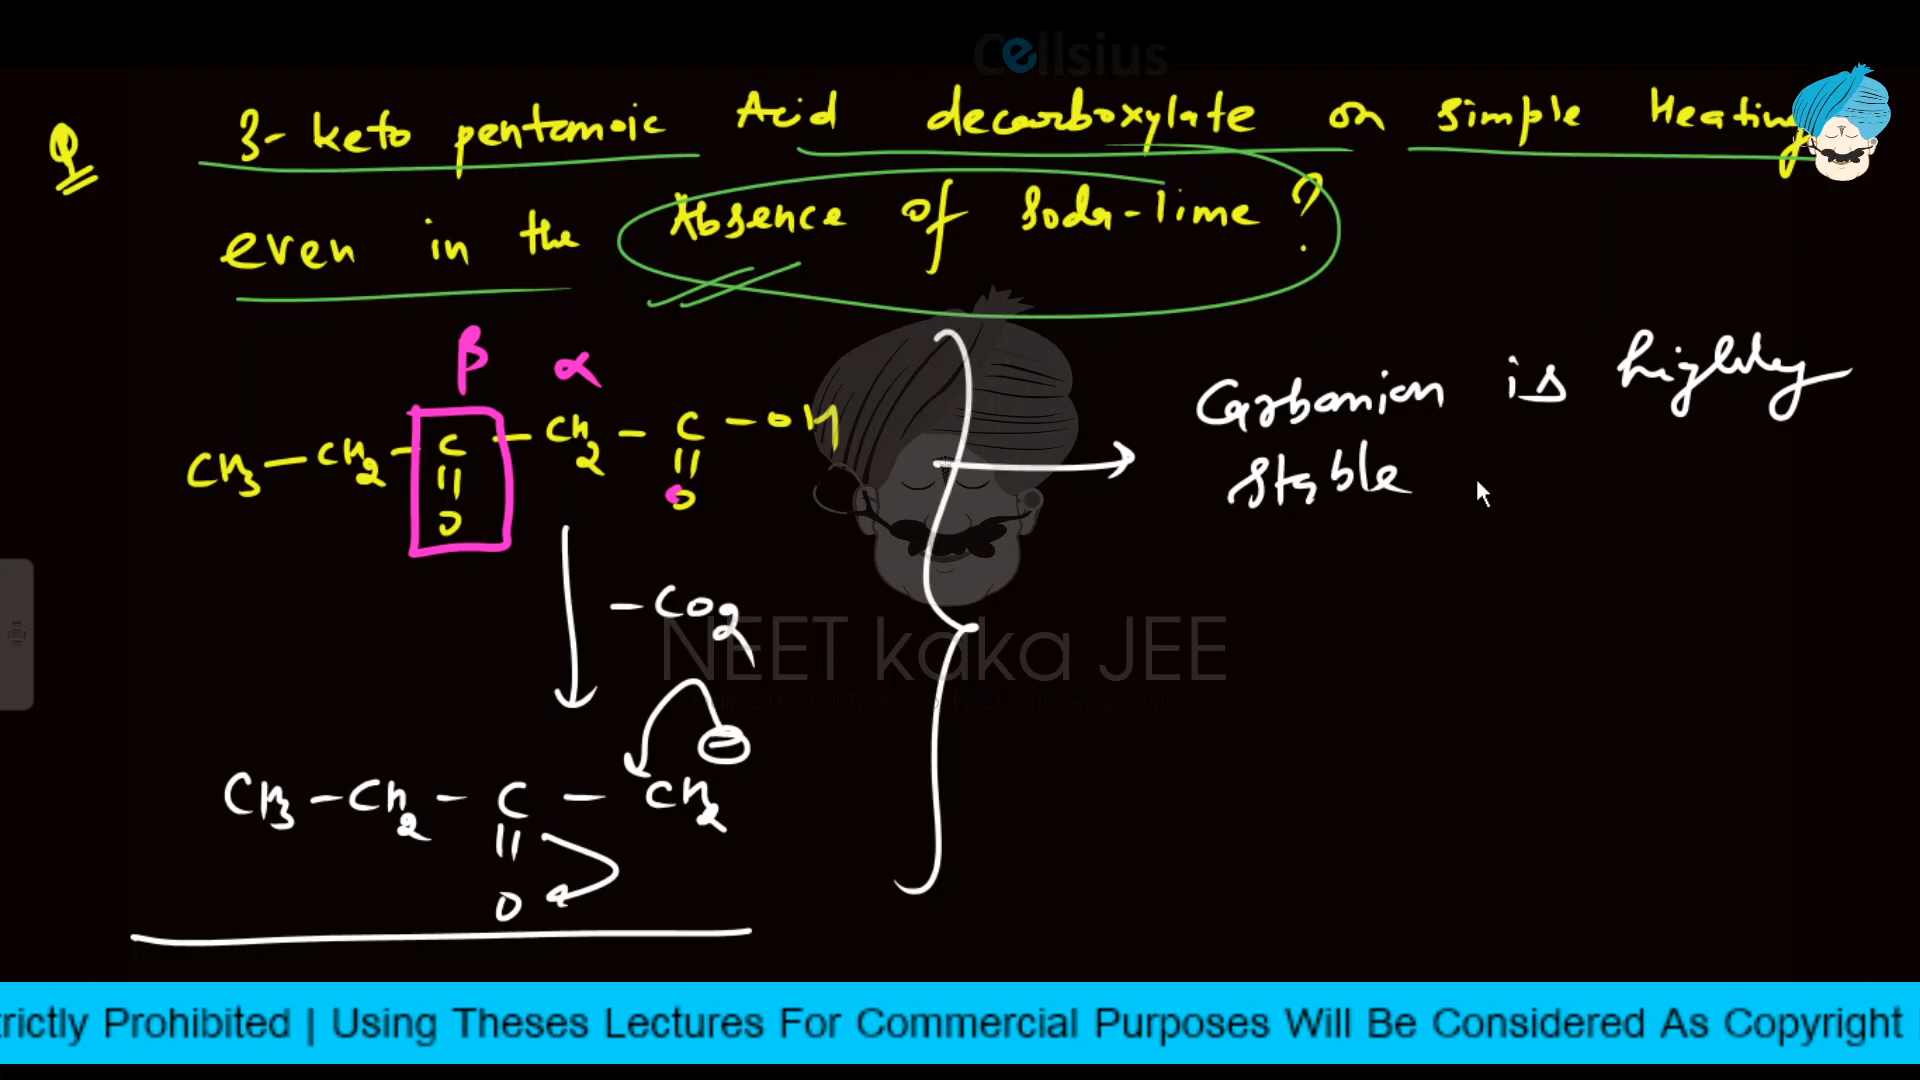 Cellsius
Q 3-keto pentanoic Acid decarboxylate on simple Heating
even in the Absence of Soda-lime ?
β α
CH3 — CH2 — C — CH2 — C — OH
|| ||
O O
Carbanion is highly
stable
— CO2
NEET kaka JEE
⊖
CH3 — CH2 — C — CH2
||
O
trictly Prohibited | Using Theses Lectures For Commercial Purposes Will Be Considered As Copyright